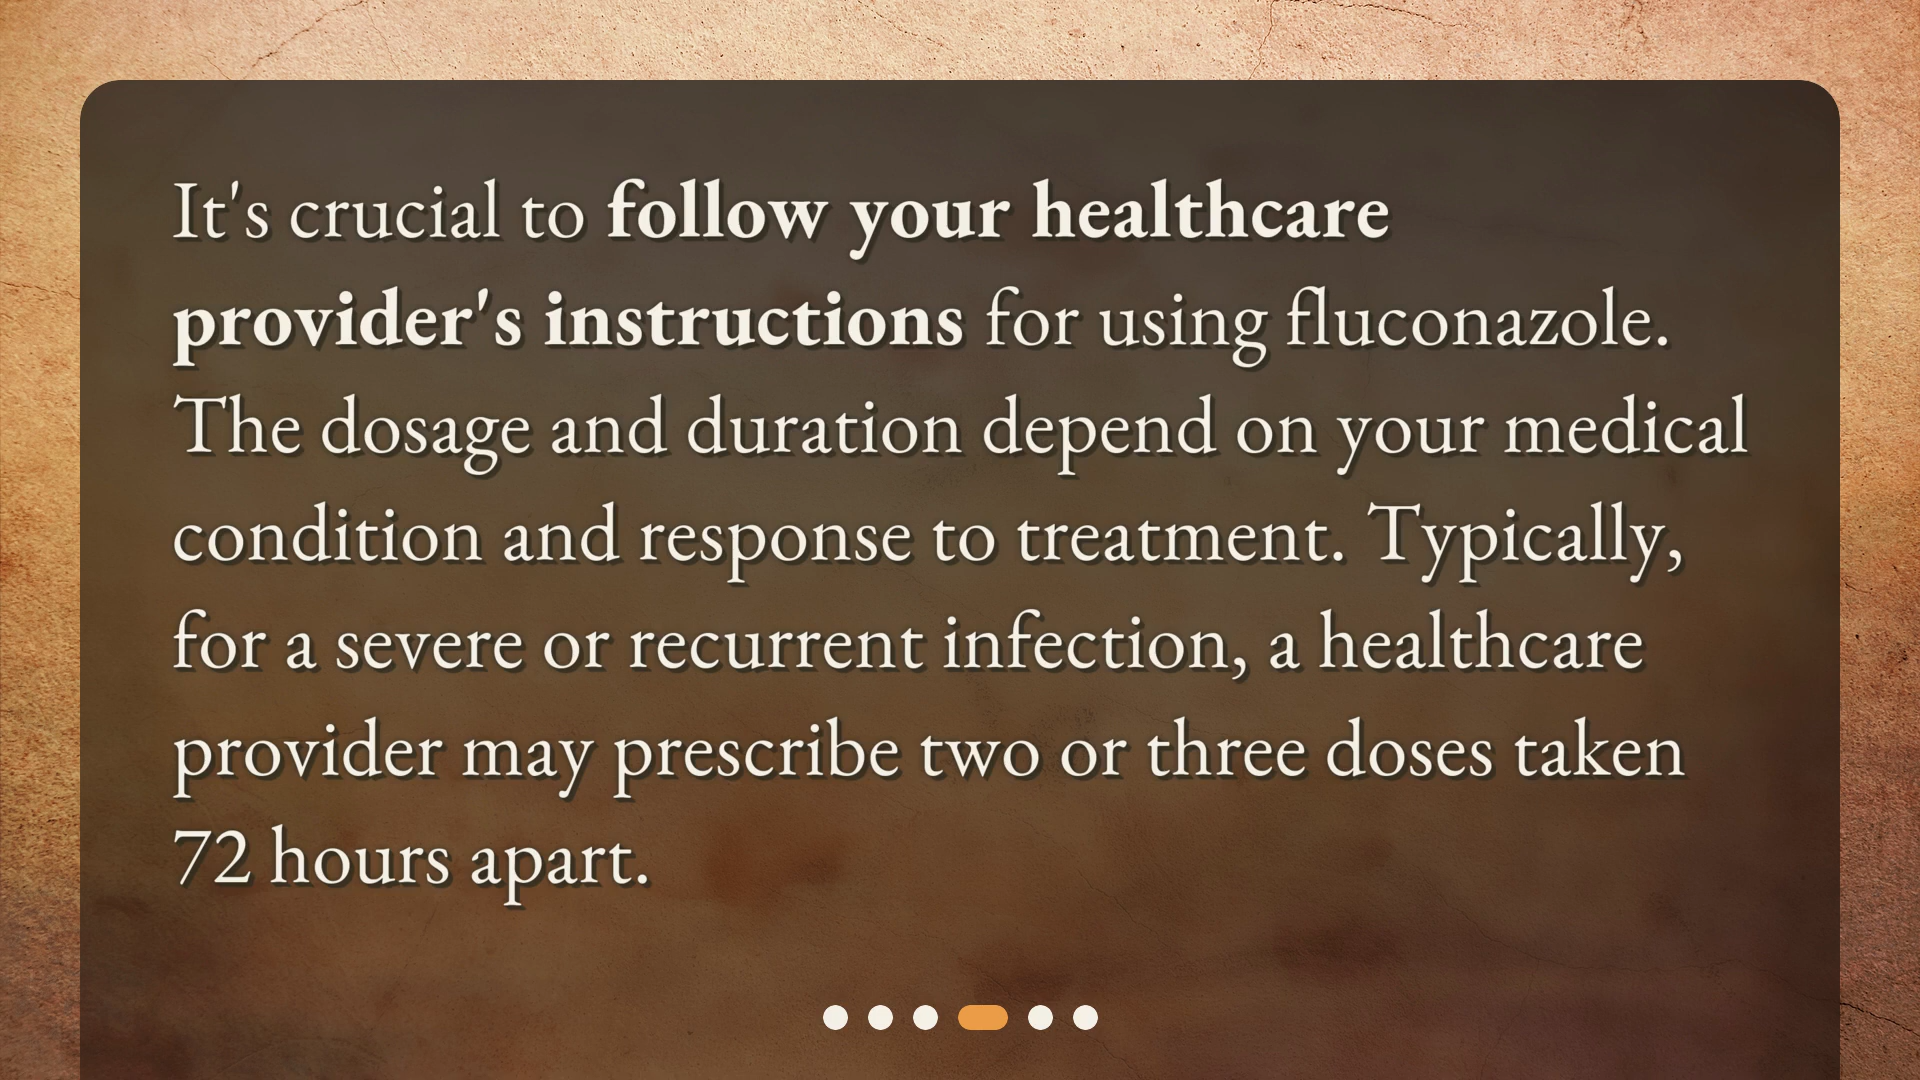 It's crucial to follow your healthcare
provider's instructions for using fluconazole.
The dosage and duration depend on your medical
condition and response to treatment. Typically,
for a severe or recurrent infection, a healthcare
provider may prescribe two or three doses taken
72 hours apart.